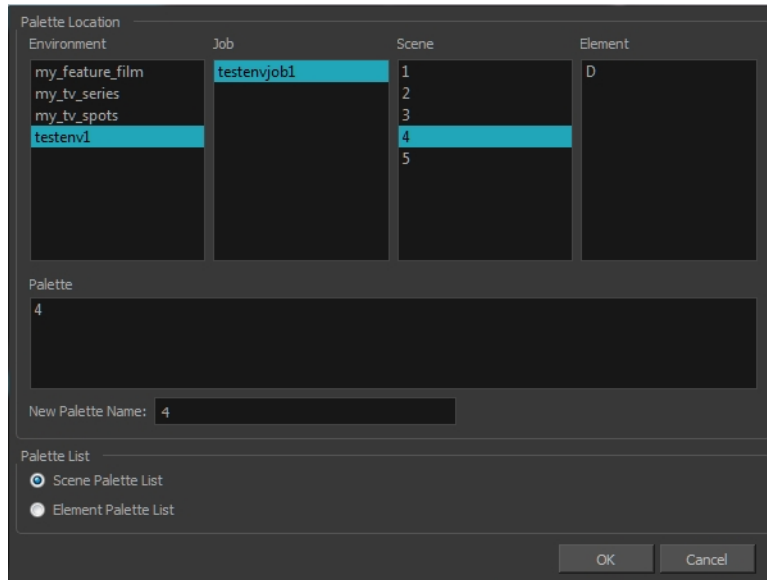 Palette Location
Environment
Job
Scene
Element
my_feature_film
my_tv_series
my_tv_spots
testenv1
testenvjob1
1
2
3
4
5
D
Palette
4
New Palette Name: 4
Palette List
Scene Palette List
Element Palette List
OK
Cancel